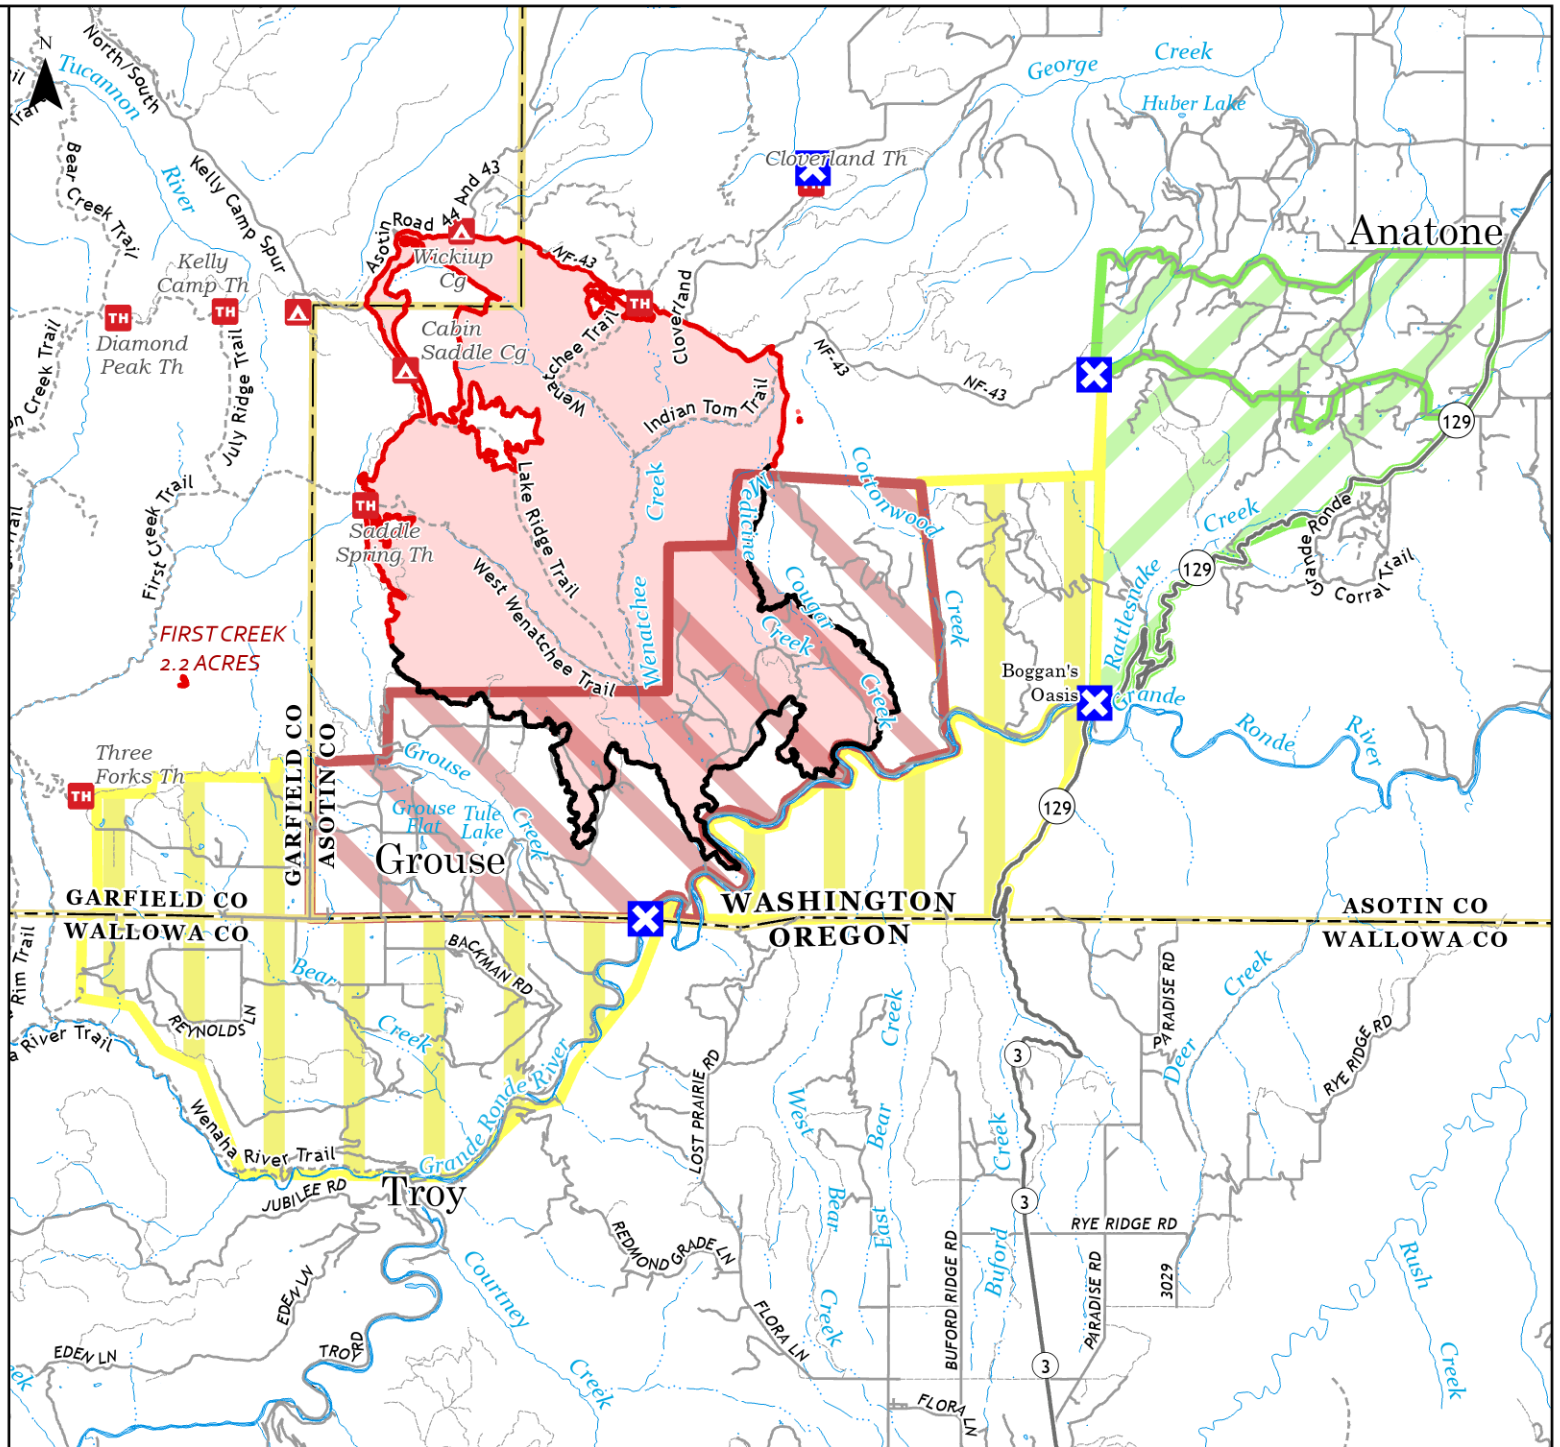 N
North/South
Tucannon
River
Trail
Bear Creek Trail
Kelly Camp Spur
George
Creek
Huber Lake
Cloverland Th
TH
Asotin
Road 44 And 43
Wickiup
Cg
NF-43
Anatone
Kelly
Camp Th
TH
TH
Diamond
Peak Th
July Ridge Trail
Cabin
Saddle Cg
TH
Cloverland
Wenatchee Trail
Indian Tom Trail
NF-43
NF-43
129
on Creek Trail
First Creek Trail
TH
Saddle
Spring Th
Lake Ridge Trail
West Wenatchee Trail
Wenatchee
Creek
Medicine
Creek
Cougar
Creek
Cottonwood
Creek
Creek
Rattlesnake
129
Grande Ronde
Corral Trail
FIRST CREEK
2.2 ACRES
Boggan's
Oasis
Grande
Ronde
River
Three
Forks Th
TH
GARFIELD CO
ASOTIN CO
Grouse
Creek
Grouse
Flat
Tule
Lake
Grouse
129
GARFIELD CO
WALLOWA CO
WASHINGTON
OREGON
ASOTIN CO
WALLOWA CO
Rim Trail
a River Trail
Bear
Creek
BACKMAN RD
REYNOLDS LN
Wenaha River Trail
Grande Ronde River
Troy
JUBILEE RD
EDEN LN
EDEN LN
TROY RD
Courtney
Creek
LOST PRAIRIE RD
REDMOND GRADE LN
FLORA LN
West
Bear
Creek
East
Bear
Creek
3
Buford
Creek
3
BUFORD RIDGE RD
RYE RIDGE RD
PARADISE RD
3029
3
FLORA LN
PARADISE RD
Deer
Creek
RYE RIDGE RD
Rush
Creek
eek